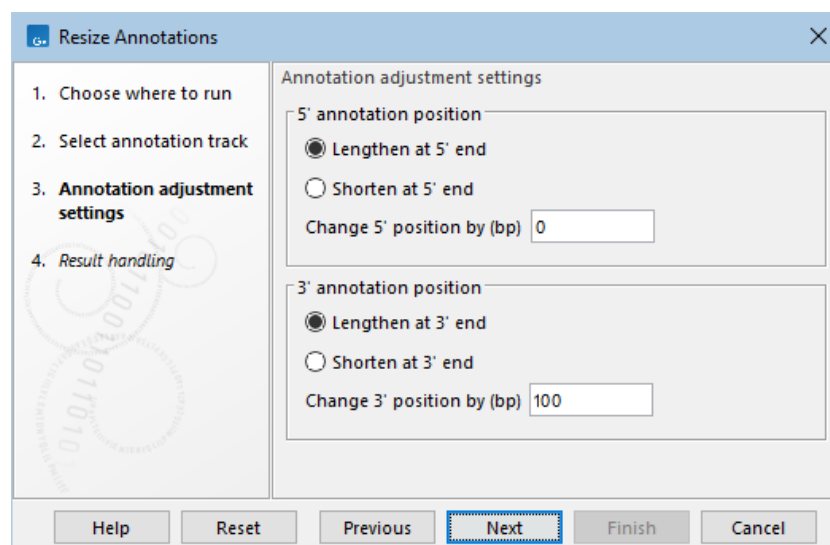 Resize Annotations
1. Choose where to run
2. Select annotation track
3. Annotation adjustment
settings
4. Result handling
Annotation adjustment settings
5' annotation position
Lengthen at 5' end
Shorten at 5' end
Change 5' position by (bp) 0
3' annotation position
Lengthen at 3' end
Shorten at 3' end
Change 3' position by (bp) 100
Help Reset Previous Next Finish Cancel